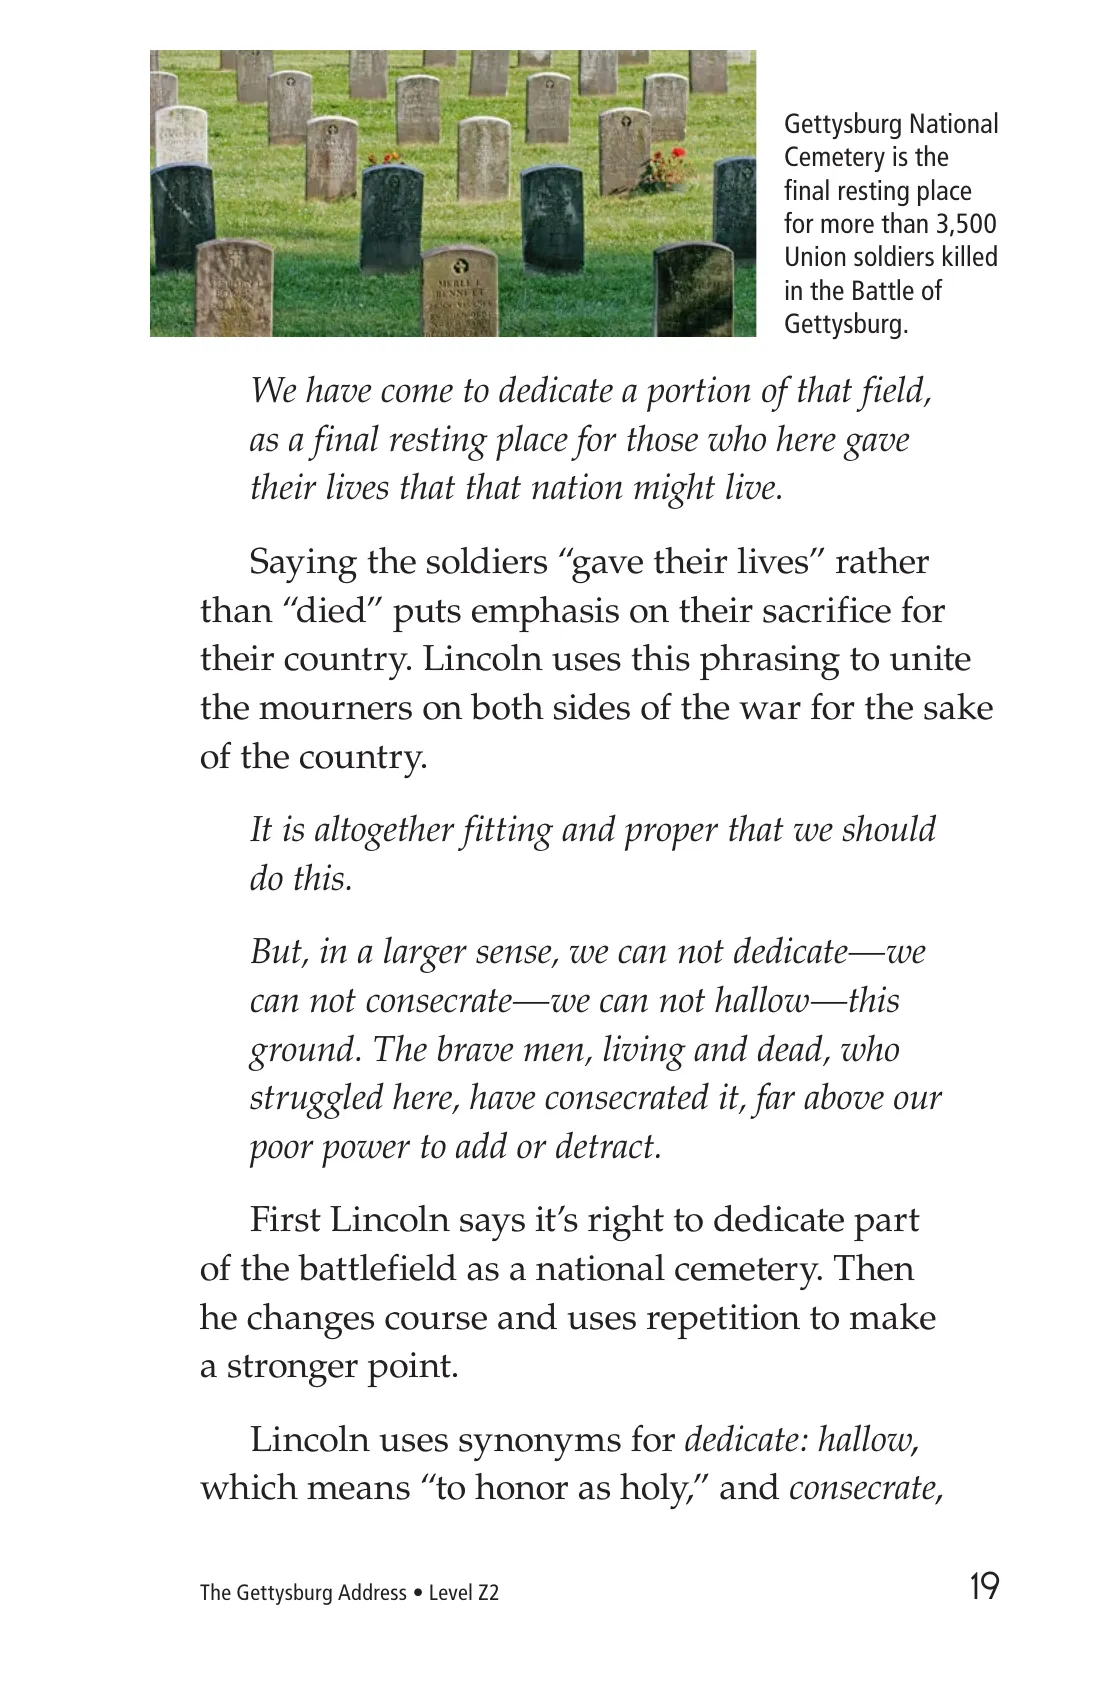 Gettysburg National
Cemetery is the
final resting place
for more than 3,500
Union soldiers killed
in the Battle of
Gettysburg.
MERLE L
BENNETT
We have come to dedicate a portion of that field,
as a final resting place for those who here gave
their lives that that nation might live.
Saying the soldiers “gave their lives” rather
than “died” puts emphasis on their sacrifice for
their country. Lincoln uses this phrasing to unite
the mourners on both sides of the war for the sake
of the country.
It is altogether fitting and proper that we should
do this.
But, in a larger sense, we can not dedicate—we
can not consecrate—we can not hallow—this
ground. The brave men, living and dead, who
struggled here, have consecrated it, far above our
poor power to add or detract.
First Lincoln says it’s right to dedicate part
of the battlefield as a national cemetery. Then
he changes course and uses repetition to make
a stronger point.
Lincoln uses synonyms for dedicate: hallow,
which means “to honor as holy,” and consecrate,
The Gettysburg Address • Level Z2
19